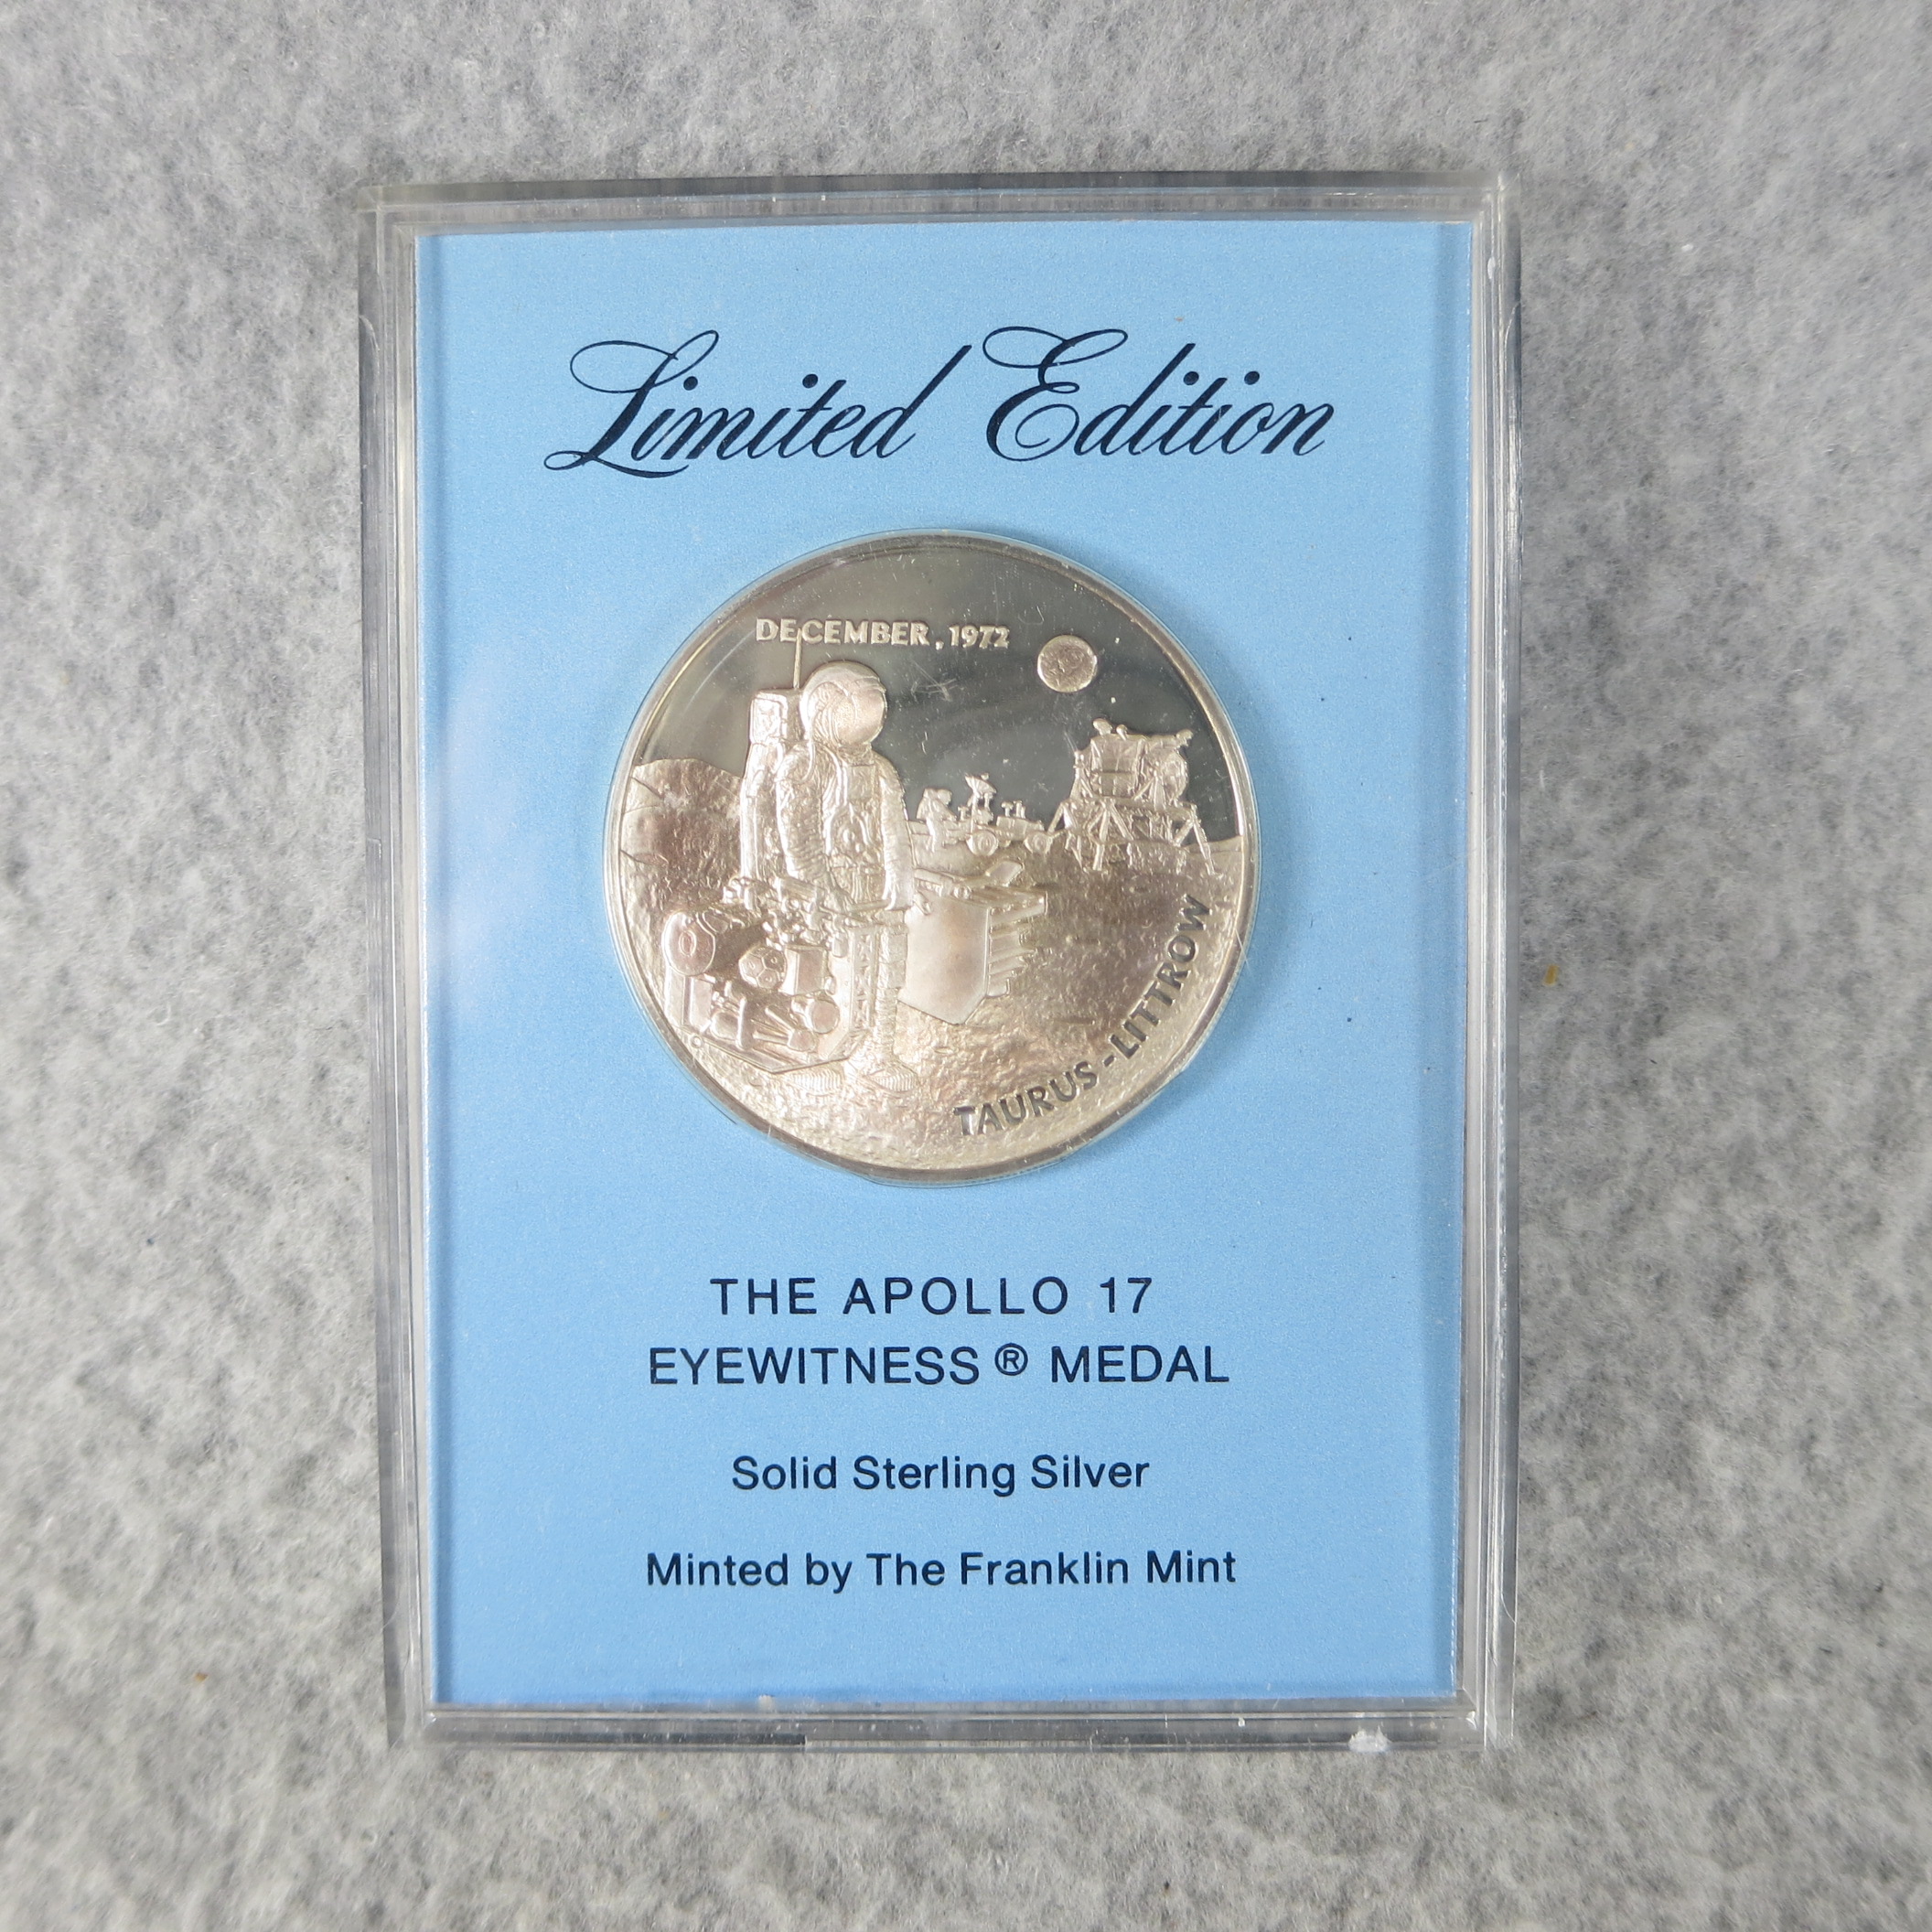 Limited Edition
DECEMBER, 1972
TAURUS-LITTROW
THE APOLLO 17
EYEWITNESS® MEDAL
Solid Sterling Silver
Minted by The Franklin Mint